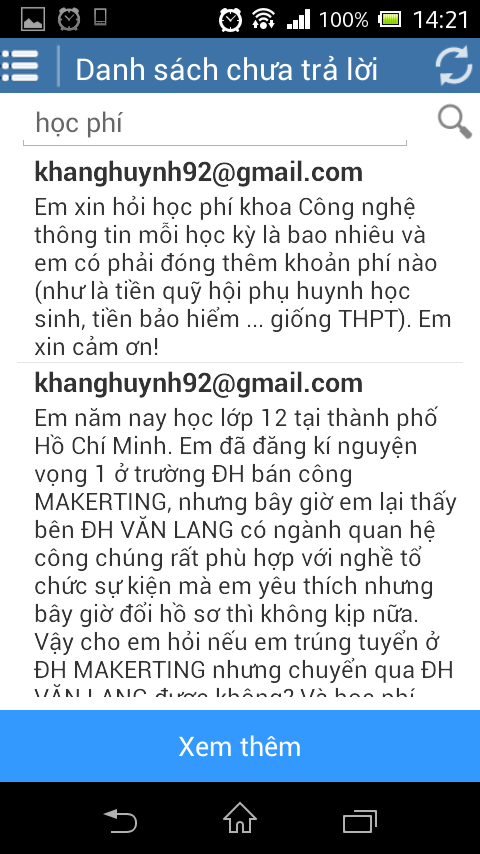 100% 14:21
Danh sách chưa trả lời
học phí
khanghuynh92@gmail.com
Em xin hỏi học phí khoa Công nghệ
thông tin mỗi học kỳ là bao nhiêu và
em có phải đóng thêm khoản phí nào
(như là tiền quỹ hội phụ huynh học
sinh, tiền bảo hiểm ... giống THPT). Em
xin cảm ơn!
khanghuynh92@gmail.com
Em năm nay học lớp 12 tại thành phố
Hồ Chí Minh. Em đã đăng kí nguyện
vọng 1 ở trường ĐH bán công
MAKERTING, nhưng bây giờ em lại thấy
bên ĐH VĂN LANG có ngành quan hệ
công chúng rất phù hợp với nghề tổ
chức sự kiện mà em yêu thích nhưng
bây giờ đổi hồ sơ thì không kịp nữa.
Vậy cho em hỏi nếu em trúng tuyển ở
ĐH MAKERTING nhưng chuyển qua ĐH
VĂN LANG được không? Và học phí
Xem thêm